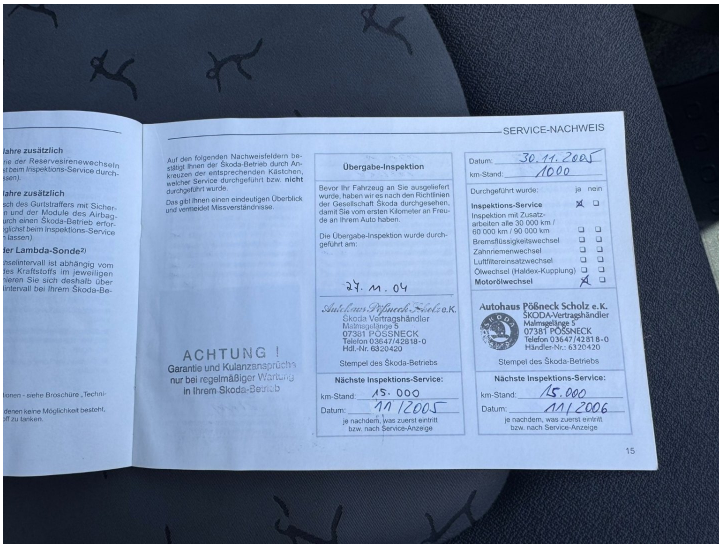 SERVICE-NACHWEIS
Jahre zusätzlich
rie der Reservesirenewechseln
st beim Inspektions-Service durch-
ssen).
Jahre zusätzlich
sch des Gurtstraffers mit Sicher-
n und der Module des Airbag-
urch einen Škoda-Betrieb erfor-
glichst beim Inspektions-Service
n lassen)
der Lambda-Sonde²⁾
hselintervall ist abhängig vom
des Kraftstoffs im jeweiligen
mieren Sie sich deshalb über
intervall bei Ihrem Škoda-Be-
tionen - siehe Broschüre „Techni-
denen keine Möglichkeit besteht,
off zu tanken.
Auf den folgenden Nachweisfeldern be-
stätigt Ihnen der Škoda-Betrieb durch An-
kreuzen der entsprechenden Kästchen,
welcher Service durchgeführt bzw. nicht
durchgeführt wurde.
Das gibt Ihnen einen eindeutigen Überblick
und vermeidet Missverständnisse.
ACHTUNG !
Garantie und Kulanzansprüche
nur bei regelmäßiger Wartung
in Ihrem Skoda-Betrieb
Übergabe-Inspektion
Bevor Ihr Fahrzeug an Sie ausgeliefert
wurde, haben wir es nach den Richtlinien
der Gesellschaft Škoda durchgesehen,
damit Sie vom ersten Kilometer an Freu-
de an Ihrem Auto haben.
Die Übergabe-Inspektion wurde durch-
geführt am:
27. 11. 04
Autohaus Pößneck Scholz e.K.
Škoda Vertragshändler
Malmsgelänge 5
07381 PÖSSNECK
Telefon 03647/42818-0
Hdl.-Nr. 6320420
Stempel des Škoda-Betriebs
Nächste Inspektions-Service:
km-Stand: 15.000
Datum: 11/2005
je nachdem, was zuerst eintritt
bzw. nach Service-Anzeige
Datum: 30.11.2005
km-Stand: 1000
Durchgeführt wurde: ja nein
Inspektions-Service
Inspektion mit Zusatz-
arbeiten alle 30 000 km /
60 000 km / 90 000 km
Bremsflüssigkeitswechsel
Zahnriemenwechsel
Luftfiltereinsatzwechsel
Ölwechsel (Haldex-Kupplung)
Motorölwechsel
Autohaus Pößneck Scholz e.K.
ŠKODA-Vertragshändler
Malmsgelänge 5
07381 PÖSSNECK
Telefon 03647/42818-0
Händler-Nr.: 6320420
SKODA
Stempel des Škoda-Betriebs
Nächste Inspektions-Service:
km-Stand: 15.000
Datum: 11/2006
je nachdem, was zuerst eintritt
bzw. nach Service-Anzeige
15